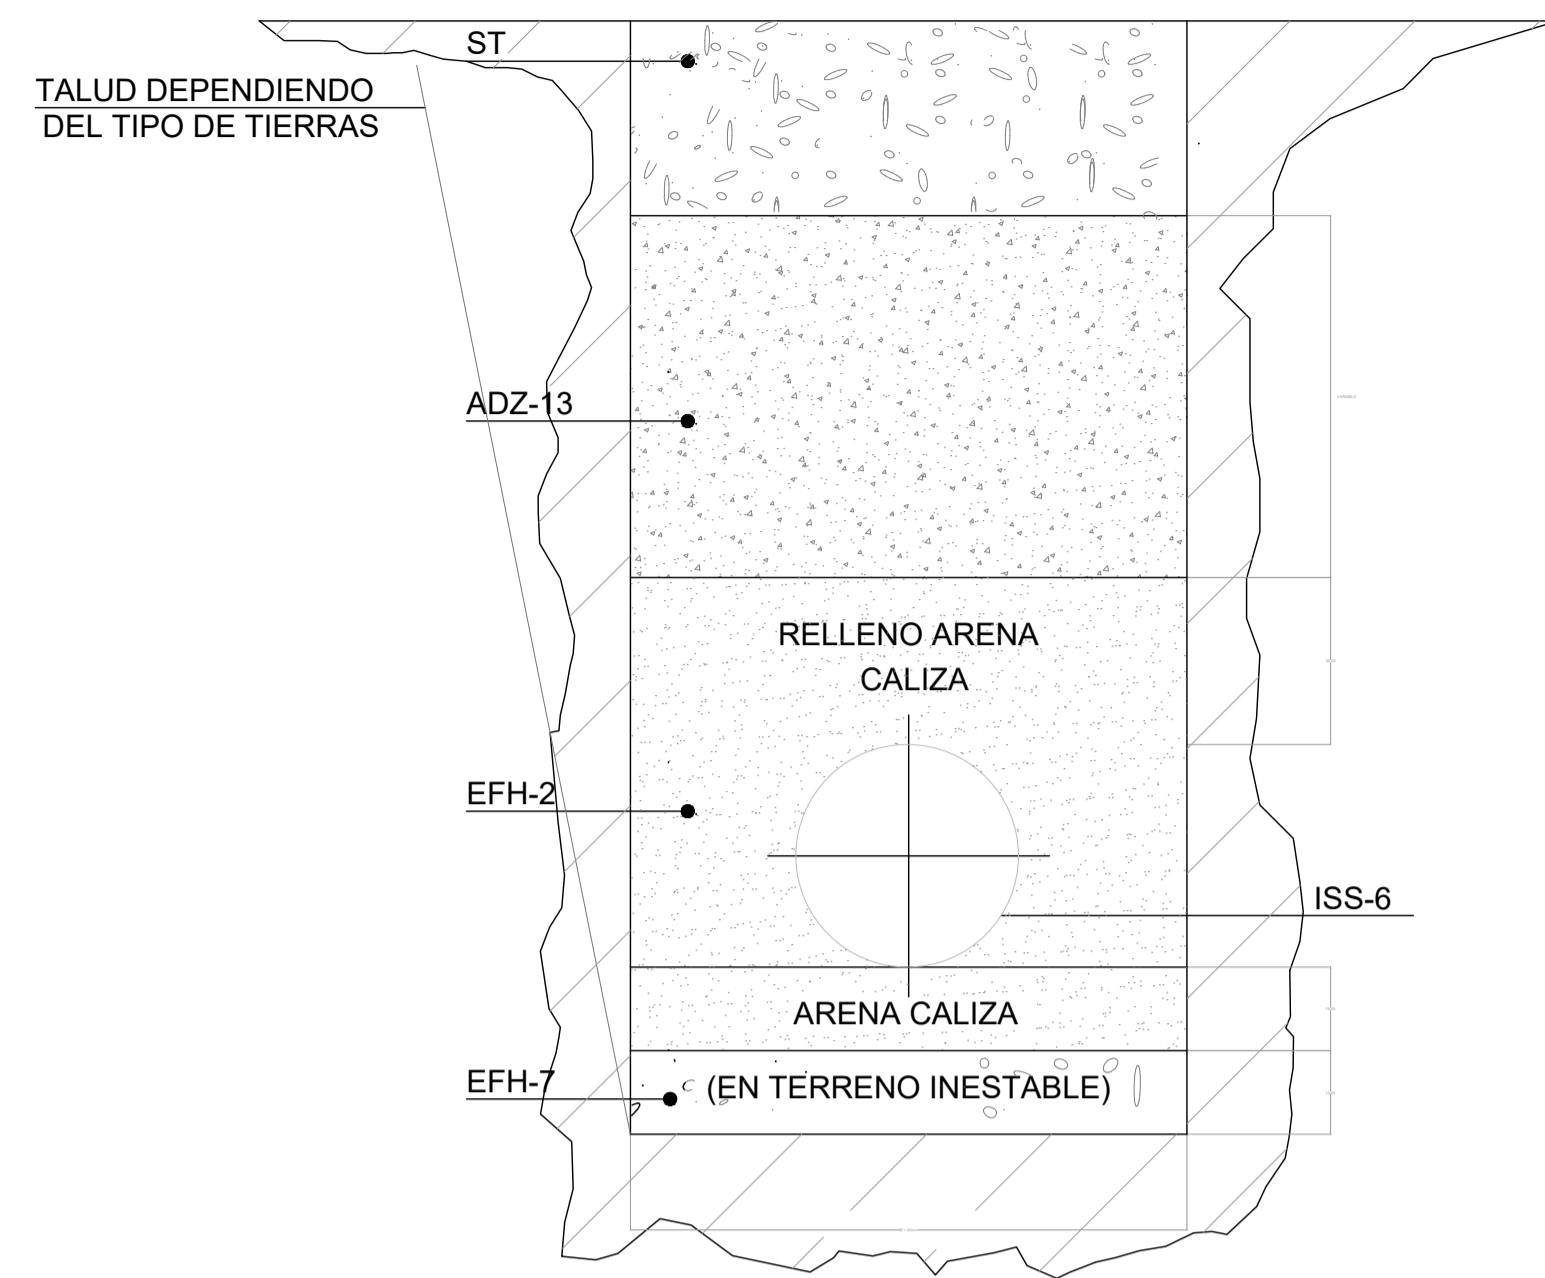 ST
TALUD DEPENDIENDO
DEL TIPO DE TIERRAS
ADZ-13
VARIABLE
RELLENO ARENA
CALIZA
EFH-2
ISS-6
ARENA CALIZA
EFH-7
(EN TERRENO INESTABLE)